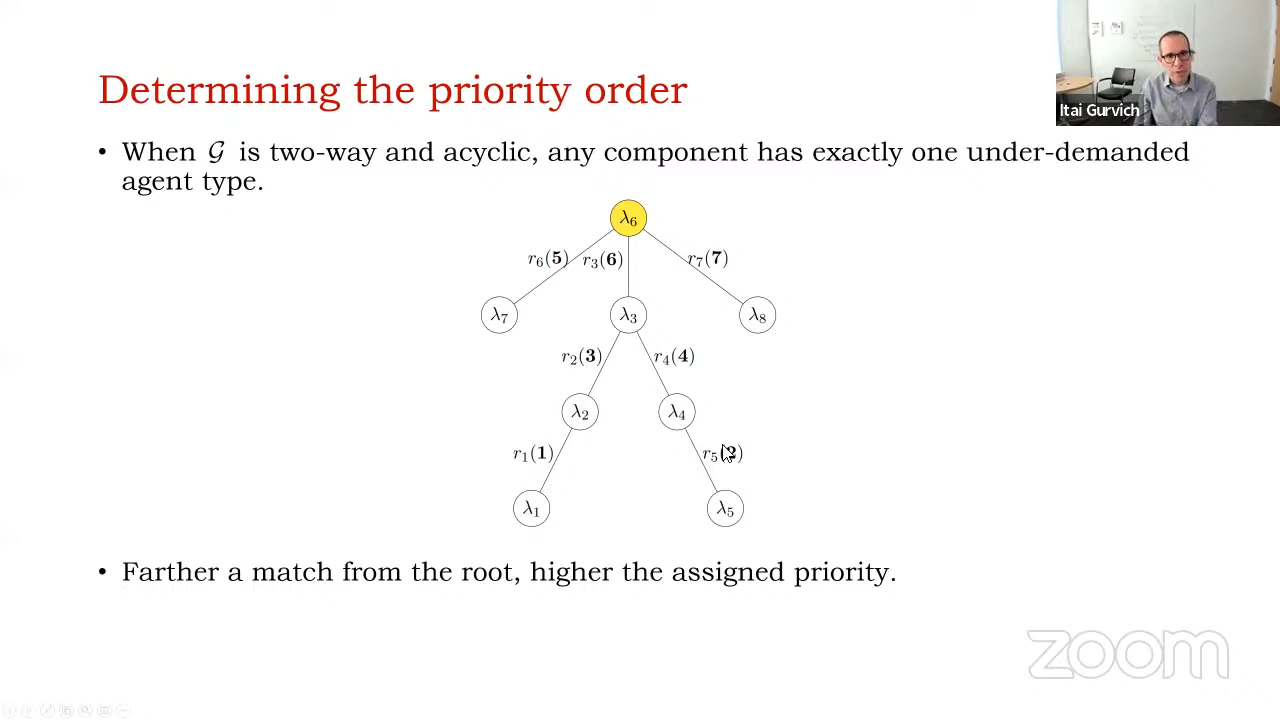 Itai Gurvich
Determining the priority order
• When 𝒢 is two-way and acyclic, any component has exactly one under-demanded
agent type.
λ₆
r₆(5) r₃(6) r₇(7)
λ₇ λ₃ λ₈
r₂(3) r₄(4)
λ₂ λ₄
r₁(1) r₅(2)
λ₁ λ₅
• Farther a match from the root, higher the assigned priority.
zoom